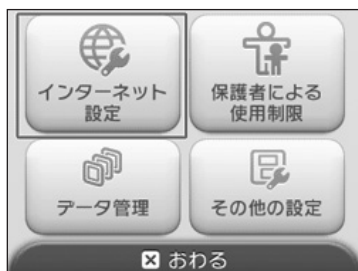 インターネット
設定
保護者による
使用制限
データ管理
その他の設定
おわる